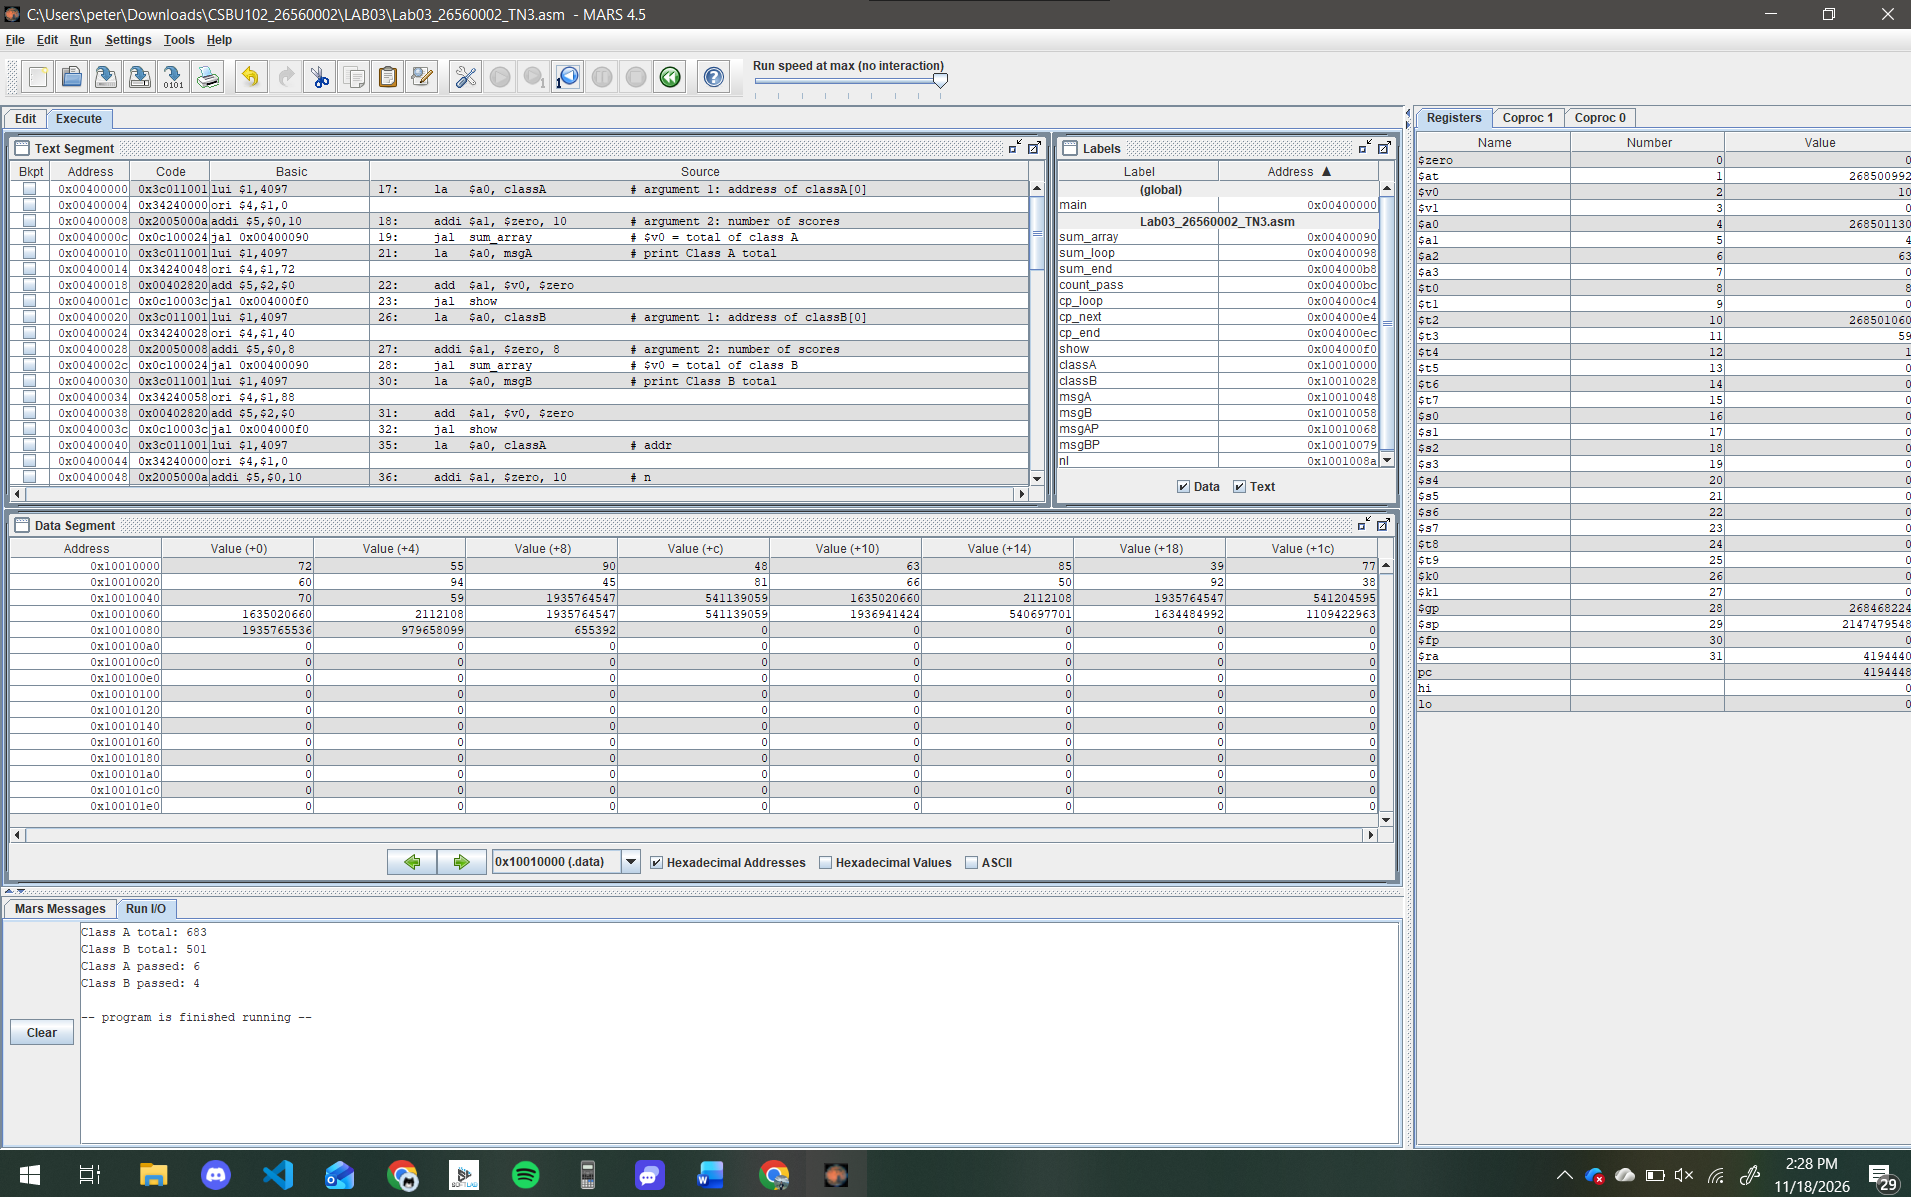 C:\Users\peter\Downloads\CSBU102_26560002\LAB03\Lab03_26560002_TN3.asm - MARS 4.5
File Edit Run Settings Tools Help
Run speed at max (no interaction)
Edit Execute
Text Segment
Bkpt Address Code Basic Source
0x00400000 0x3c011001 lui $1,4097 17: la $a0, classA # argument 1: address of classA[0]
0x00400004 0x34240000 ori $4,$1,0
0x00400008 0x2005000a addi $5,$0,10 18: addi $a1, $zero, 10 # argument 2: number of scores
0x0040000c 0x0c100024 jal 0x00400090 19: jal sum_array # $v0 = total of class A
0x00400010 0x3c011001 lui $1,4097 21: la $a0, msgA # print Class A total
0x00400014 0x34240048 ori $4,$1,72
0x00400018 0x00402820 add $5,$2,$0 22: add $a1, $v0, $zero
0x0040001c 0x0c10003c jal 0x004000f0 23: jal show
0x00400020 0x3c011001 lui $1,4097 26: la $a0, classB # argument 1: address of classB[0]
0x00400024 0x34240028 ori $4,$1,40
0x00400028 0x20050008 addi $5,$0,8 27: addi $a1, $zero, 8 # argument 2: number of scores
0x0040002c 0x0c100024 jal 0x00400090 28: jal sum_array # $v0 = total of class B
0x00400030 0x3c011001 lui $1,4097 30: la $a0, msgB # print Class B total
0x00400034 0x34240058 ori $4,$1,88
0x00400038 0x00402820 add $5,$2,$0 31: add $a1, $v0, $zero
0x0040003c 0x0c10003c jal 0x004000f0 32: jal show
0x00400040 0x3c011001 lui $1,4097 35: la $a0, classA # addr
0x00400044 0x34240000 ori $4,$1,0
0x00400048 0x2005000a addi $5,$0,10 36: addi $a1, $zero, 10 # n
Labels
Label Address ▲
(global)
main 0x00400000
Lab03_26560002_TN3.asm
sum_array 0x00400090
sum_loop 0x00400098
sum_end 0x004000b8
count_pass 0x004000bc
cp_loop 0x004000c4
cp_next 0x004000e4
cp_end 0x004000ec
show 0x004000f0
classA 0x10010000
classB 0x10010028
msgA 0x10010048
msgB 0x10010058
msgAP 0x10010068
msgBP 0x10010079
nl 0x1001008a
Data Text
Data Segment
Address Value (+0) Value (+4) Value (+8) Value (+c) Value (+10) Value (+14) Value (+18) Value (+1c)
0x10010000 72 55 90 48 63 85 39 77
0x10010020 60 94 45 81 66 50 92 38
0x10010040 70 59 1935764547 541139059 1635020660 2112108 1935764547 541204595
0x10010060 1635020660 2112108 1935764547 541139059 1936941424 540697701 1634484992 1109422963
0x10010080 1935765536 979658099 655392 0 0 0 0 0
0x100100a0 0 0 0 0 0 0 0 0
0x100100c0 0 0 0 0 0 0 0 0
0x100100e0 0 0 0 0 0 0 0 0
0x10010100 0 0 0 0 0 0 0 0
0x10010120 0 0 0 0 0 0 0 0
0x10010140 0 0 0 0 0 0 0 0
0x10010160 0 0 0 0 0 0 0 0
0x10010180 0 0 0 0 0 0 0 0
0x100101a0 0 0 0 0 0 0 0 0
0x100101c0 0 0 0 0 0 0 0 0
0x100101e0 0 0 0 0 0 0 0 0
0x10010000 (.data) Hexadecimal Addresses Hexadecimal Values ASCII
Mars Messages Run I/O
Class A total: 683
Class B total: 501
Class A passed: 6
Class B passed: 4
-- program is finished running --
Clear
Registers Coproc 1 Coproc 0
Name Number Value
$zero 0 0
$at 1 268500992
$v0 2 10
$v1 3 0
$a0 4 268501130
$a1 5 4
$a2 6 63
$a3 7 0
$t0 8 8
$t1 9 0
$t2 10 268501060
$t3 11 59
$t4 12 1
$t5 13 0
$t6 14 0
$t7 15 0
$s0 16 0
$s1 17 0
$s2 18 0
$s3 19 0
$s4 20 0
$s5 21 0
$s6 22 0
$s7 23 0
$t8 24 0
$t9 25 0
$k0 26 0
$k1 27 0
$gp 28 268468224
$sp 29 2147479548
$fp 30 0
$ra 31 4194440
pc 4194448
hi 0
lo 0
2:28 PM
11/18/2026
29